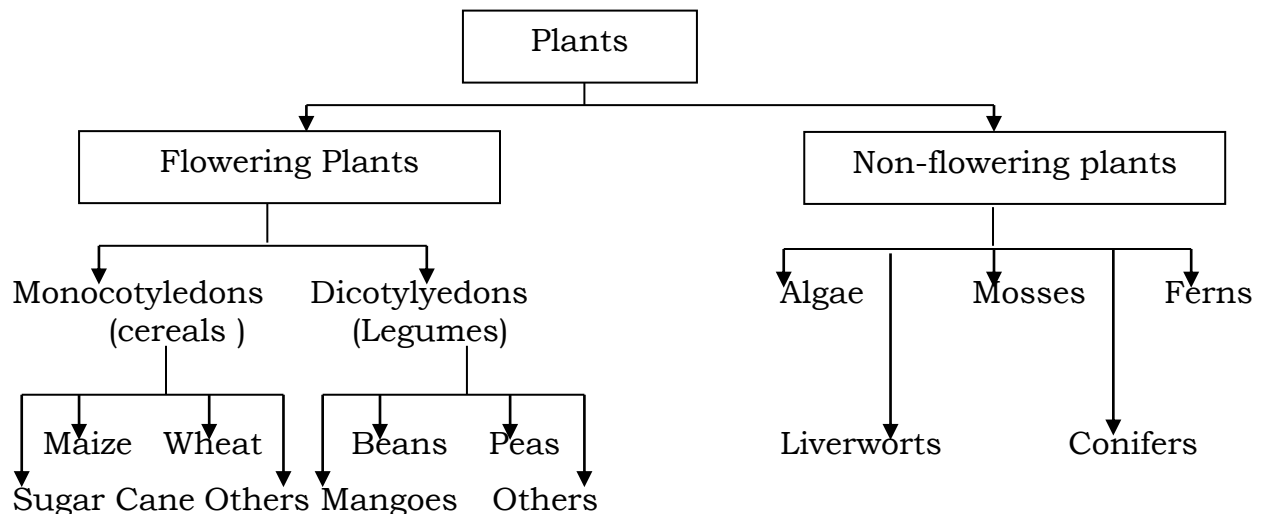 Plants
Flowering Plants
Non-flowering plants
Monocotyledons
(cereals )
Dicotylyedons
(Legumes)
Algae
Mosses
Ferns
Maize
Wheat
Beans
Peas
Liverworts
Conifers
Sugar Cane
Others
Mangoes
Others